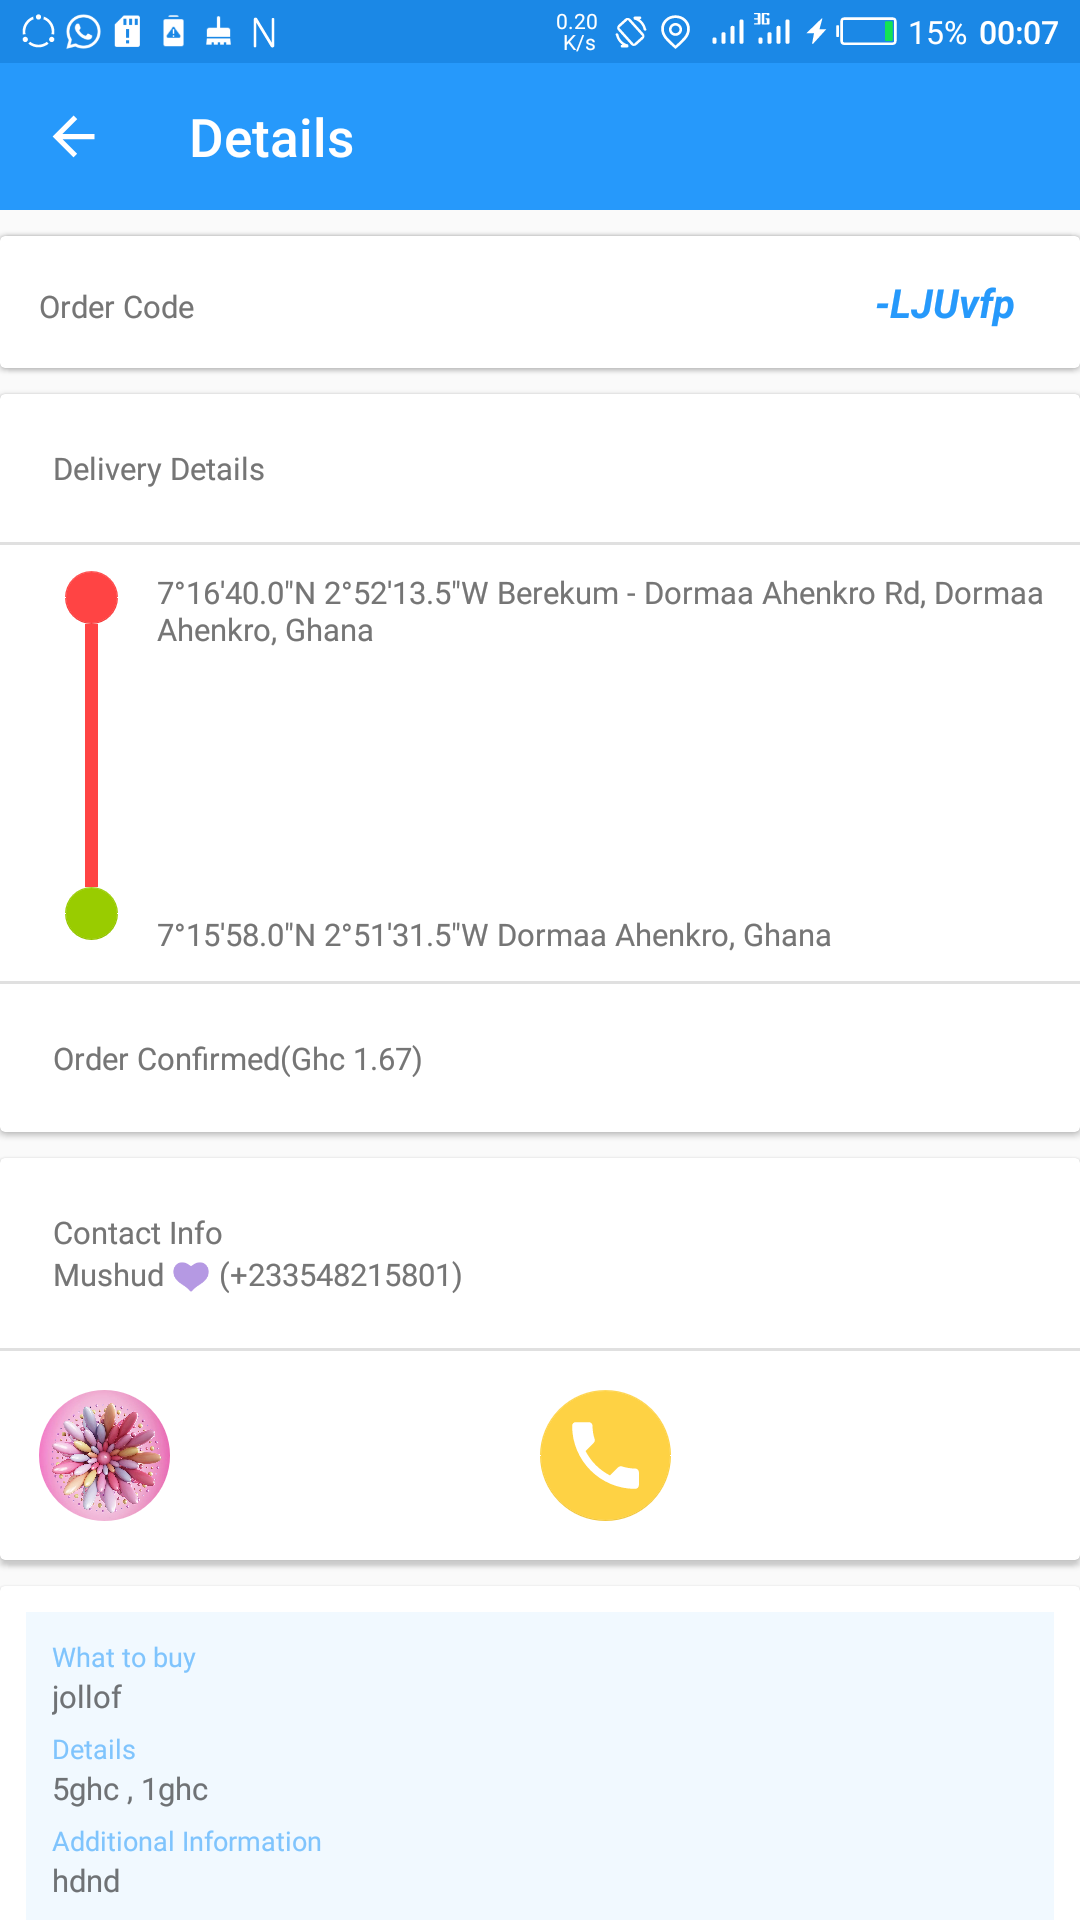 0.20 K/s 3G 15% 00:07
Details
Order Code -LJUvfp
Delivery Details
7°16'40.0"N 2°52'13.5"W Berekum - Dormaa Ahenkro Rd, Dormaa
Ahenkro, Ghana
7°15'58.0"N 2°51'31.5"W Dormaa Ahenkro, Ghana
Order Confirmed(Ghc 1.67)
Contact Info
Mushud 💜 (+233548215801)
What to buy
jollof
Details
5ghc , 1ghc
Additional Information
hdnd